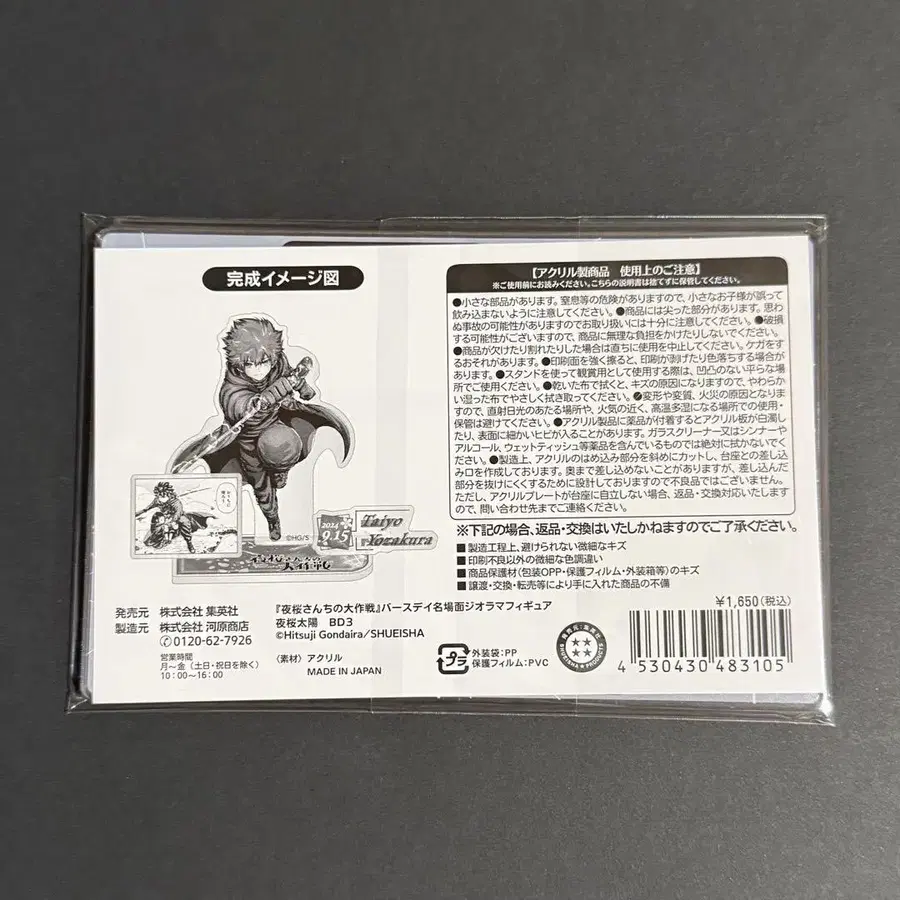 完成イメージ図
©HG/S
2024
9.15
Taiyo
Yozakura
夜桜さんちの
大作戦
【アクリル製商品 使用上のご注意】
※ご使用前にお読みください。こちらの説明書は捨てずに保管してください。
●小さな部品があります。窒息等の危険がありますので、小さなお子様が誤って
飲み込まないように注意してください。●商品には尖った部分があります。思わ
ぬ事故の可能性がありますのでお取り扱いには十分に注意してください。●破損
する可能性がございますので、商品に無理な負担をかけたりしないでください。
●商品が欠けたり割れたりした場合は直ちに使用を中止してください。ケガをす
るおそれがあります。●印刷面を強く擦ると、印刷が剥げたり色落ちする場合が
あります。●スタンドを使って観賞用として使用する際は、凹凸のない平らな場
所でご使用ください。●乾いた布で拭くと、キズの原因になりますので、やわらか
い湿った布でやさしく拭き取ってください。●変形や変質、火災の原因となりま
すので、直射日光のあたる場所や、火気の近く、高温多湿になる場所での使用・
保管は避けてください。●アクリル製品に薬品が付着するとアクリル板が白濁し
たり、表面に細かいヒビが入ることがあります。ガラスクリーナー又はシンナーや
アルコール、ウェットティッシュ等薬品を含んでいるものでは絶対に拭かないでく
ださい。●製造上、アクリルのはめ込み部分を斜めにカットし、台座との差し込
み口を作成しております。奥まで差し込めないことがありますが、差し込んだ
部分を抜けにくくするために設計しておりますので不良品ではございません。
ただし、アクリルプレートが台座に自立しない場合、返品・交換対応いたします
ので、問い合わせ先までご連絡ください。
※下記の場合、返品・交換はいたしかねますのでご了承ください。
■製造工程上、避けられない微細なキズ
■印刷不良以外の微細な色調違い
■商品保護材(包装OPP・保護フィルム・外装箱等)のキズ
■譲渡・交換・転売等により手に入れた商品の不備
発売元 株式会社 集英社
製造元 株式会社 河原商店
0120-62-7926
営業時間
月〜金(土日・祝日を除く)
10:00〜16:00
『夜桜さんちの大作戦』バースデイ名場面ジオラマフィギュア
夜桜太陽 BD3
©Hitsuji Gondaira/SHUEISHA
〈素材〉アクリル
MADE IN JAPAN
プラ
外装袋:PP
保護フィルム:PVC
¥1,650(税込)
4 530430 483105